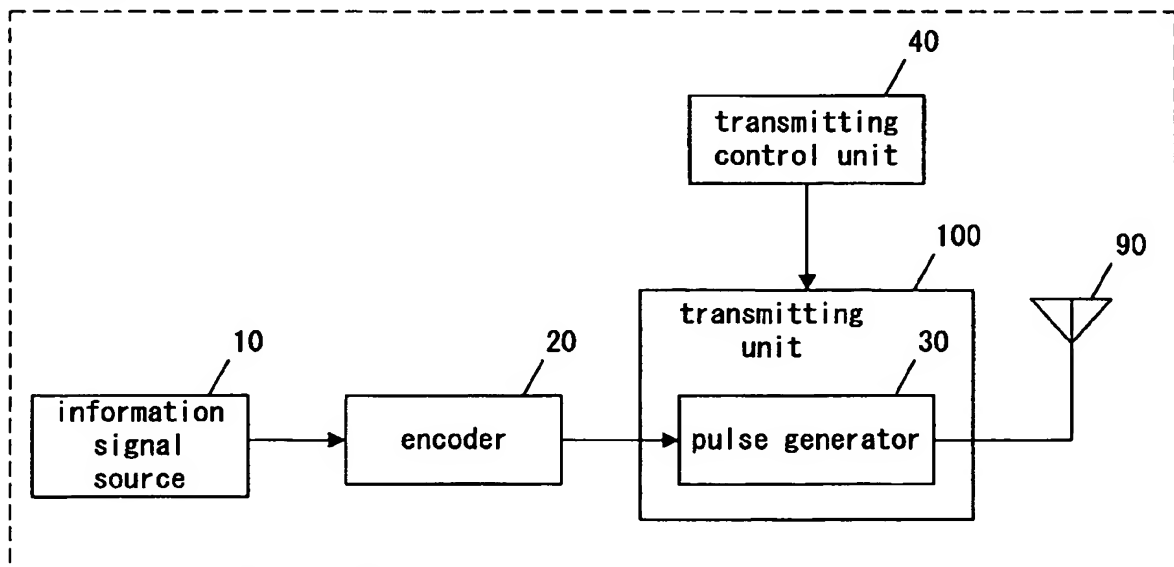 40
transmitting
control unit
100
90
transmitting
unit
10
20
30
information
signal
source
encoder
pulse generator